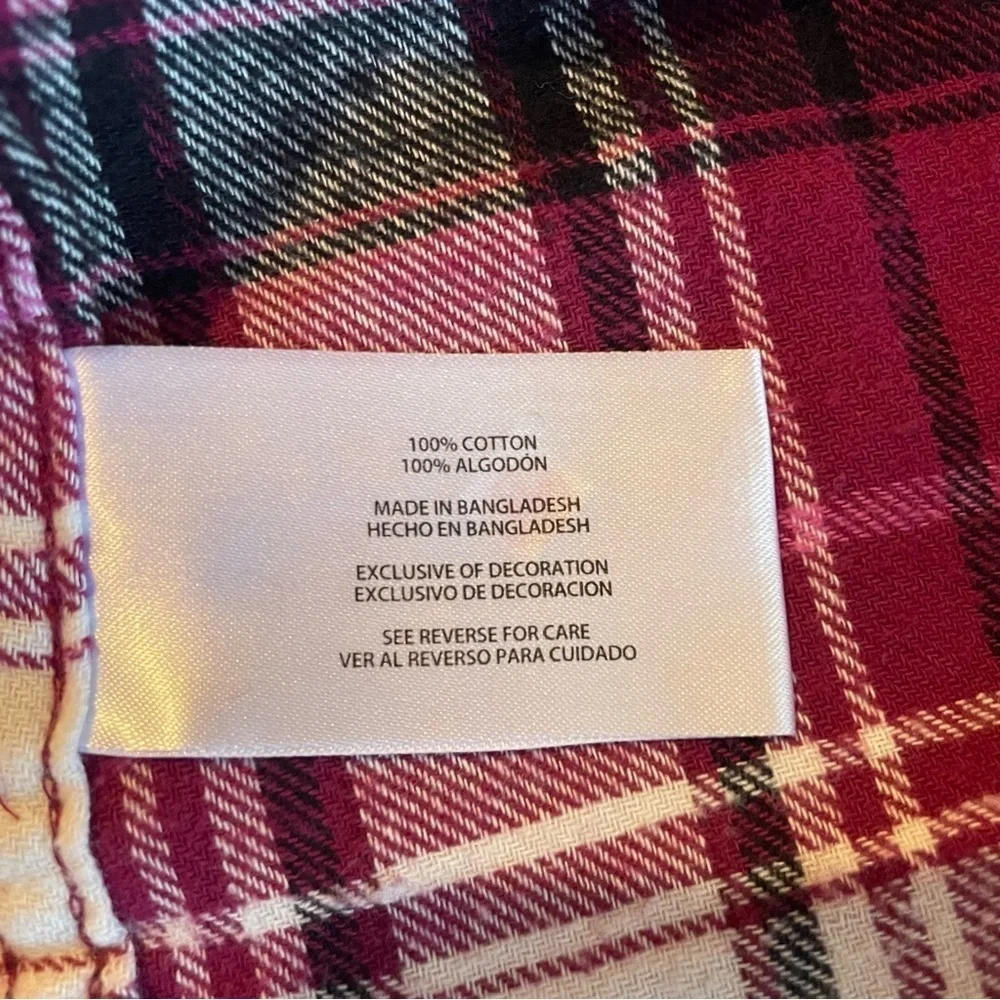 100% COTTON
100% ALGODÓN
MADE IN BANGLADESH
HECHO EN BANGLADESH
EXCLUSIVE OF DECORATION
EXCLUSIVO DE DECORACION
SEE REVERSE FOR CARE
VER AL REVERSO PARA CUIDADO